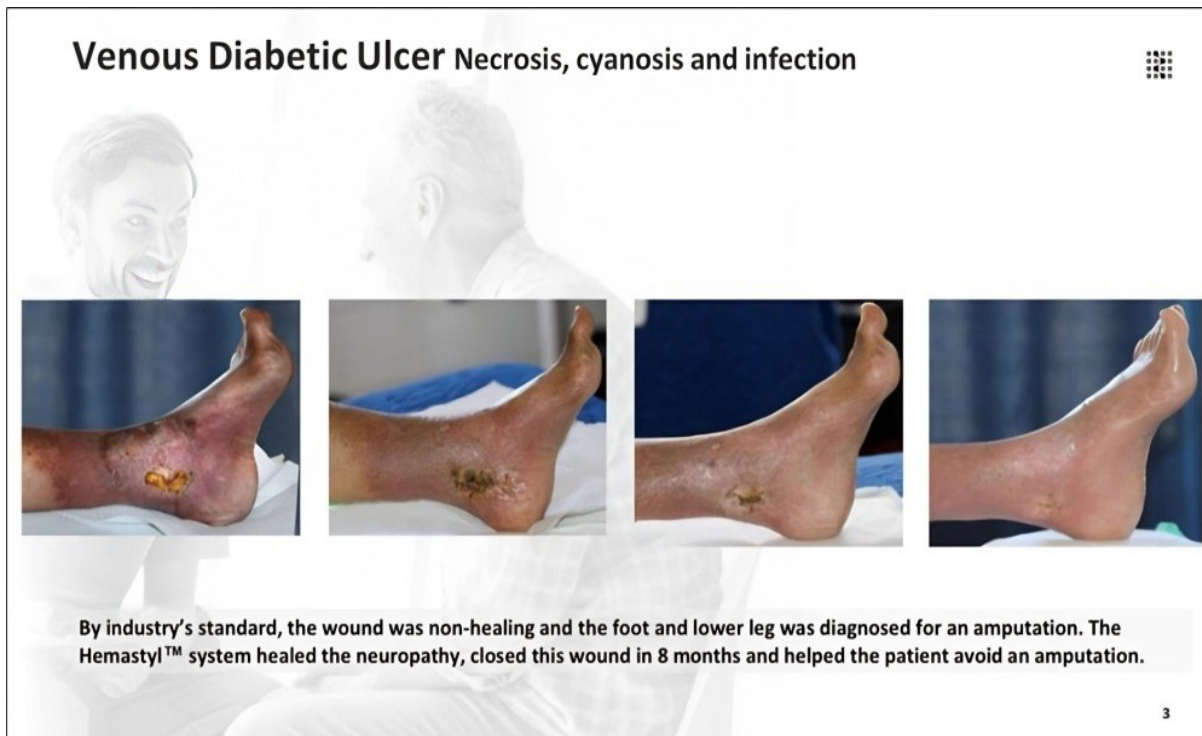 Venous Diabetic Ulcer Necrosis, cyanosis and infection
By industry's standard, the wound was non-healing and the foot and lower leg was diagnosed for an amputation. The
Hemastyl™ system healed the neuropathy, closed this wound in 8 months and helped the patient avoid an amputation.
3